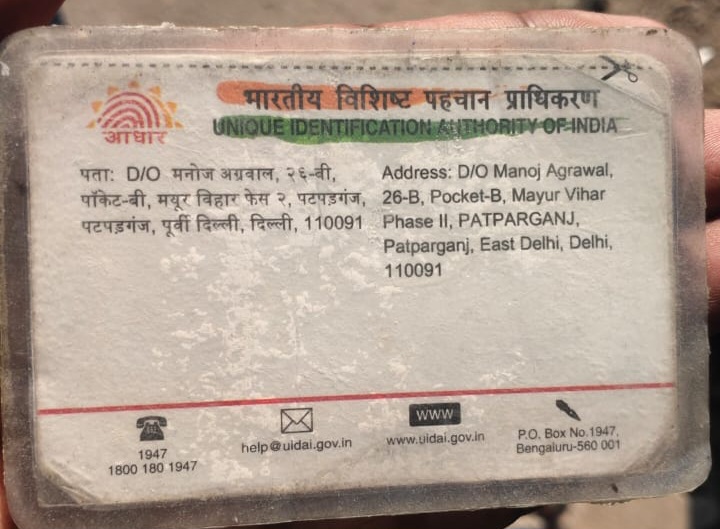 भारतीय विशिष्ट पहचान प्राधिकरण
UNIQUE IDENTIFICATION AUTHORITY OF INDIA
आधार
पता: D/O मनोज अग्रवाल, २६-बी,
पॉकेट-बी, मयूर विहार फेस २, पटपड़गंज,
पटपड़गंज, पूर्वी दिल्ली, दिल्ली, 110091
Address: D/O Manoj Agrawal,
26-B, Pocket-B, Mayur Vihar
Phase II, PATPARGANJ,
Patparganj, East Delhi, Delhi,
110091
1947
1800 180 1947
help@uidai.gov.in
www
www.uidai.gov.in
P.O. Box No.1947,
Bengaluru-560 001